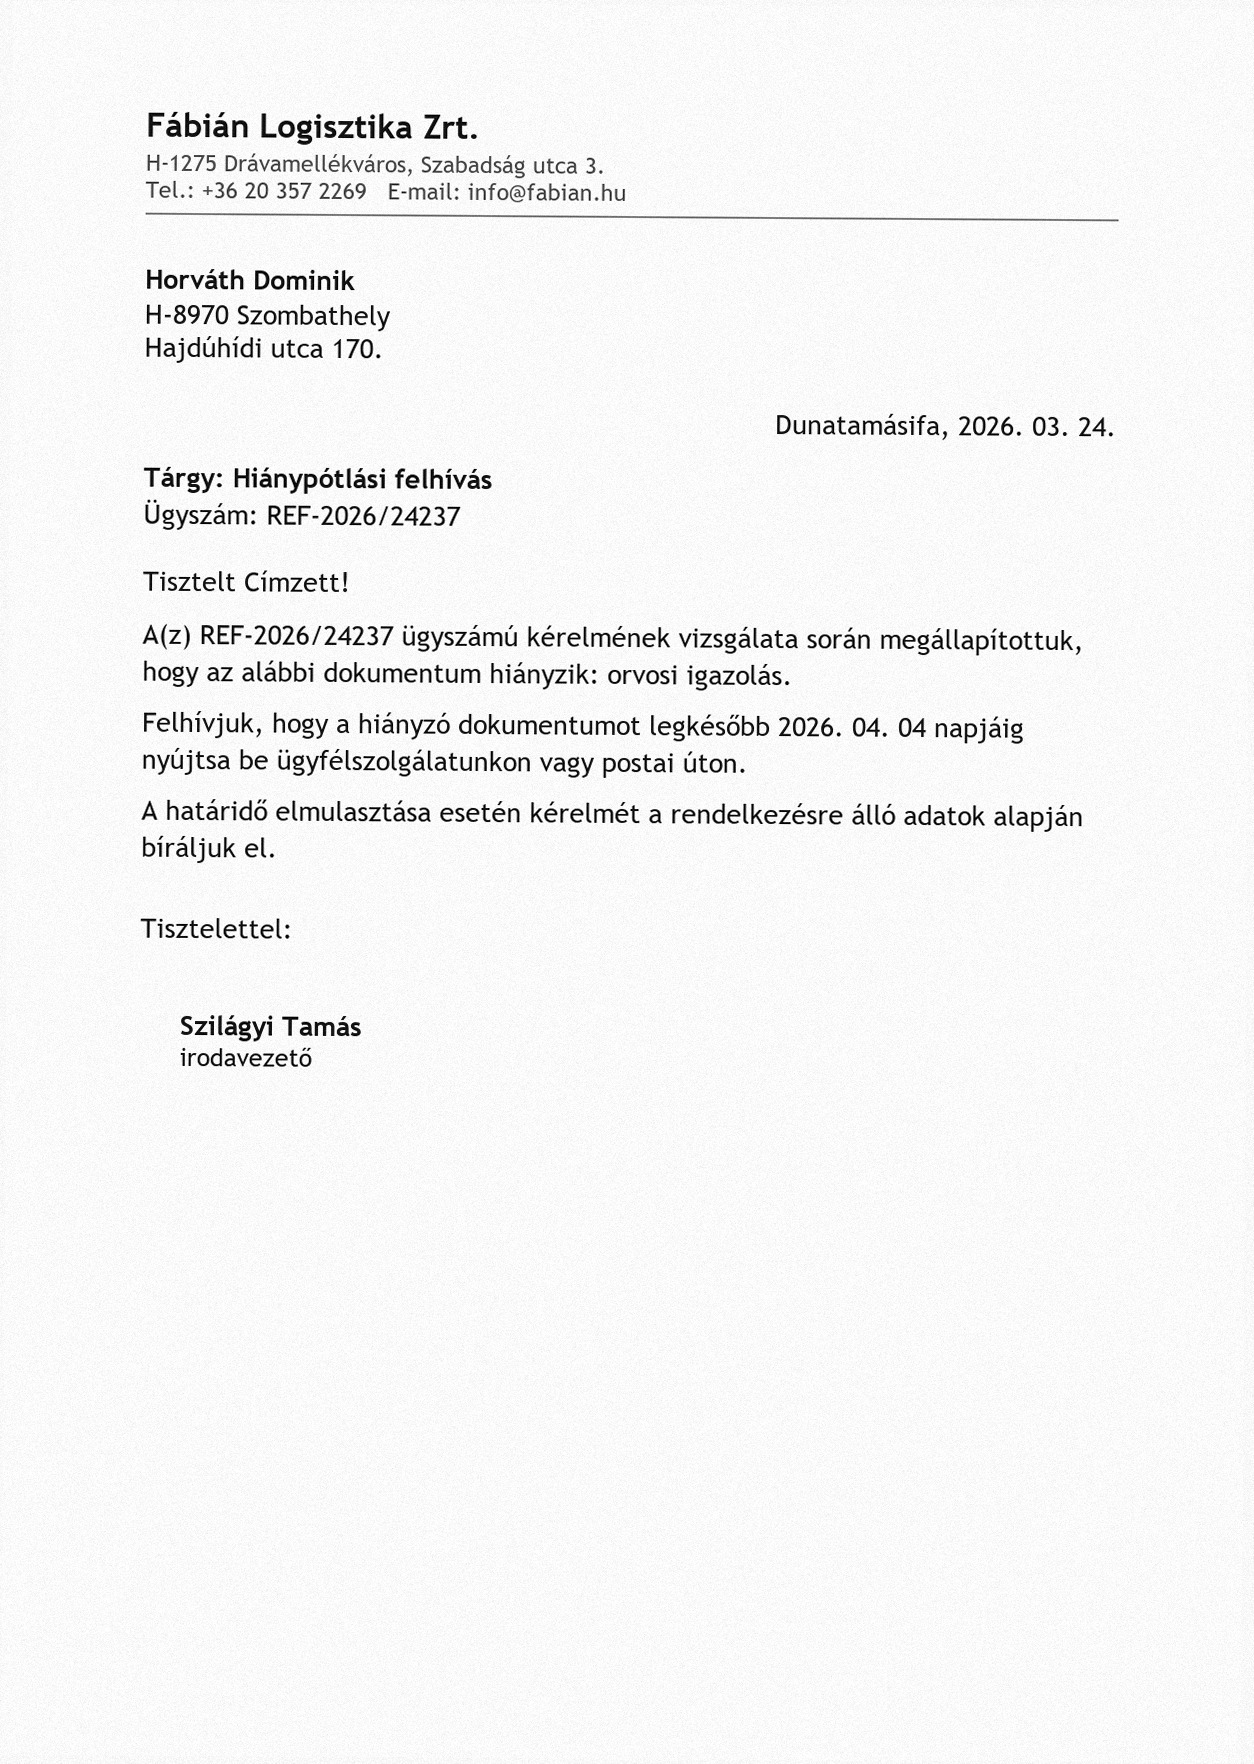 Fábián Logisztika Zrt.
H-1275 Drávamellékváros, Szabadság utca 3.
Tel.: +36 20 357 2269 E-mail: info@fabian.hu
Horváth Dominik
H-8970 Szombathely
Hajdúhídi utca 170.
Dunatamásifa, 2026. 03. 24.
Tárgy: Hiánypótlási felhívás
Ügyszám: REF-2026/24237
Tisztelt Címzett!
A(z) REF-2026/24237 ügyszámú kérelmének vizsgálata során megállapítottuk,
hogy az alábbi dokumentum hiányzik: orvosi igazolás.
Felhívjuk, hogy a hiányzó dokumentumot legkésőbb 2026. 04. 04 napjáig
nyújtsa be ügyfélszolgálatunkon vagy postai úton.
A határidő elmulasztása esetén kérelmét a rendelkezésre álló adatok alapján
bíráljuk el.
Tisztelettel:
Szilágyi Tamás
irodavezető